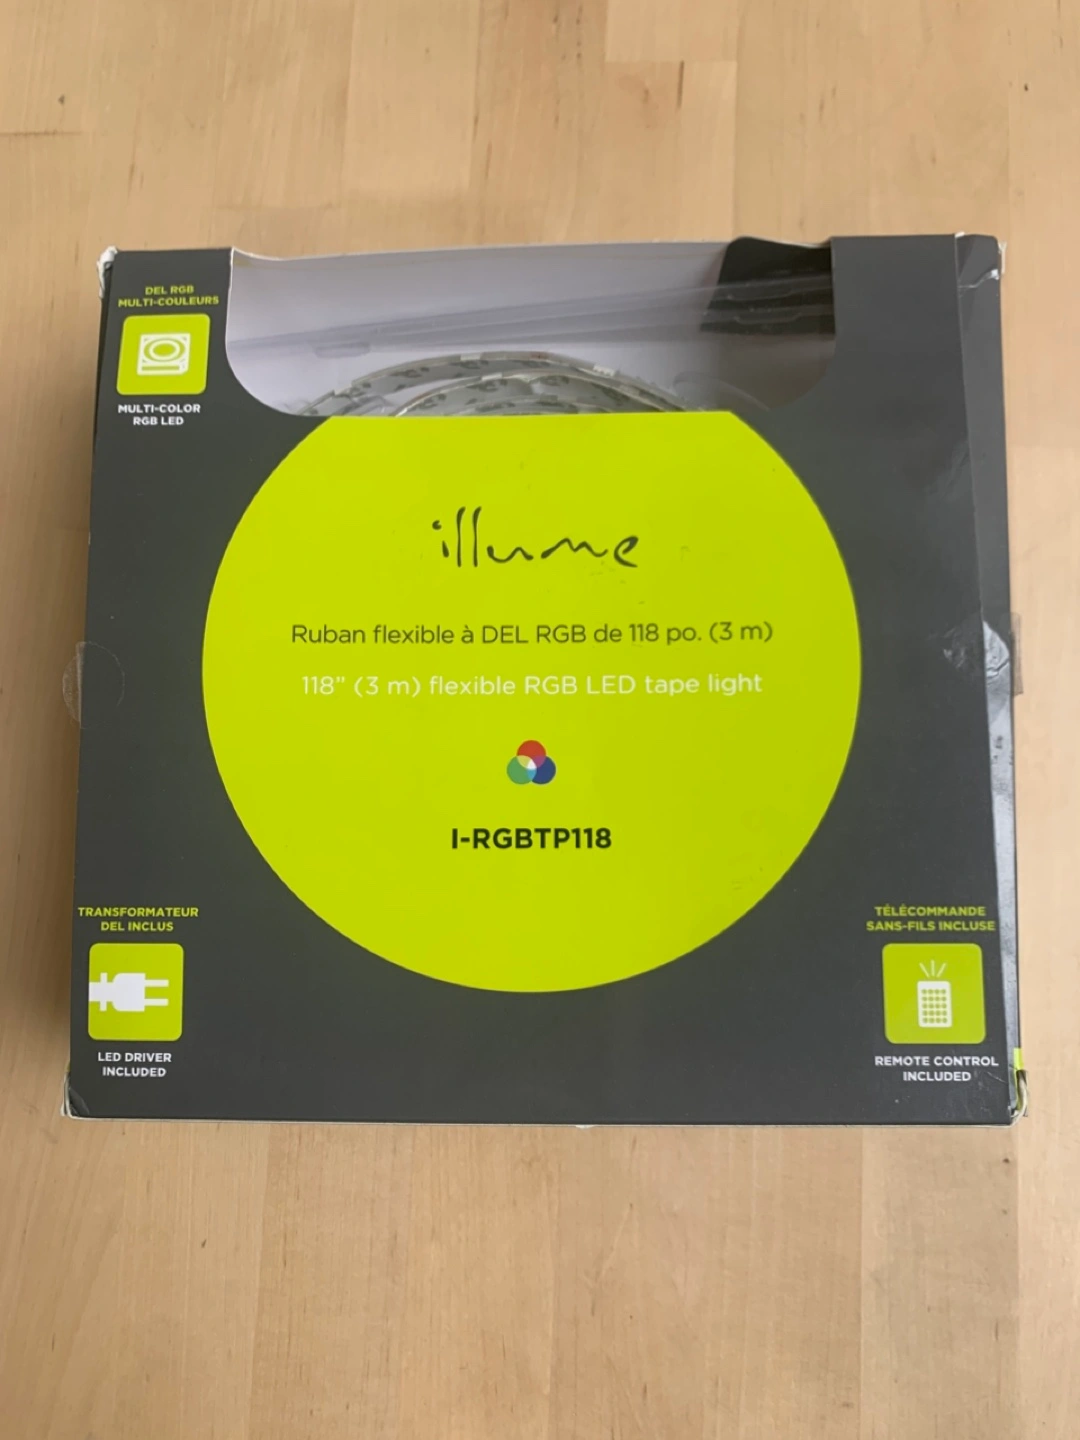 DEL RGB
MULTI-COULEURS
MULTI-COLOR
RGB LED
illume
Ruban flexible à DEL RGB de 118 po. (3 m)
118” (3 m) flexible RGB LED tape light
I-RGBTP118
TRANSFORMATEUR
DEL INCLUS
LED DRIVER
INCLUDED
TÉLÉCOMMANDE
SANS-FILS INCLUSE
REMOTE CONTROL
INCLUDED